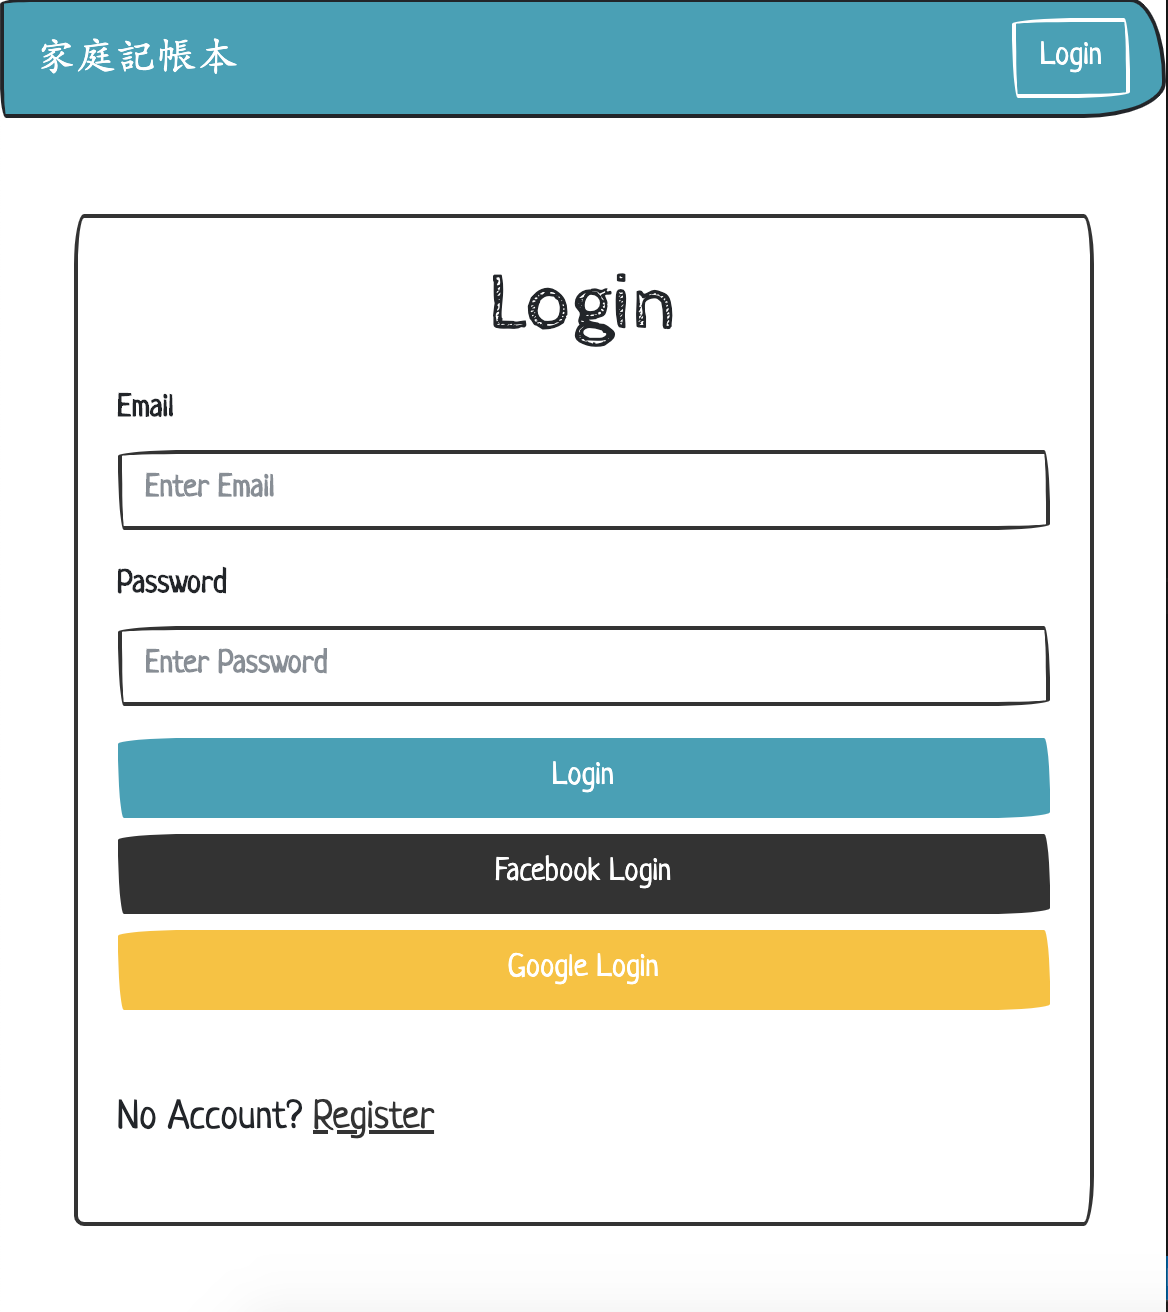 家庭記帳本
Login
Login
Email
Enter Email
Password
Enter Password
Login
Facebook Login
Google Login
No Account? Register